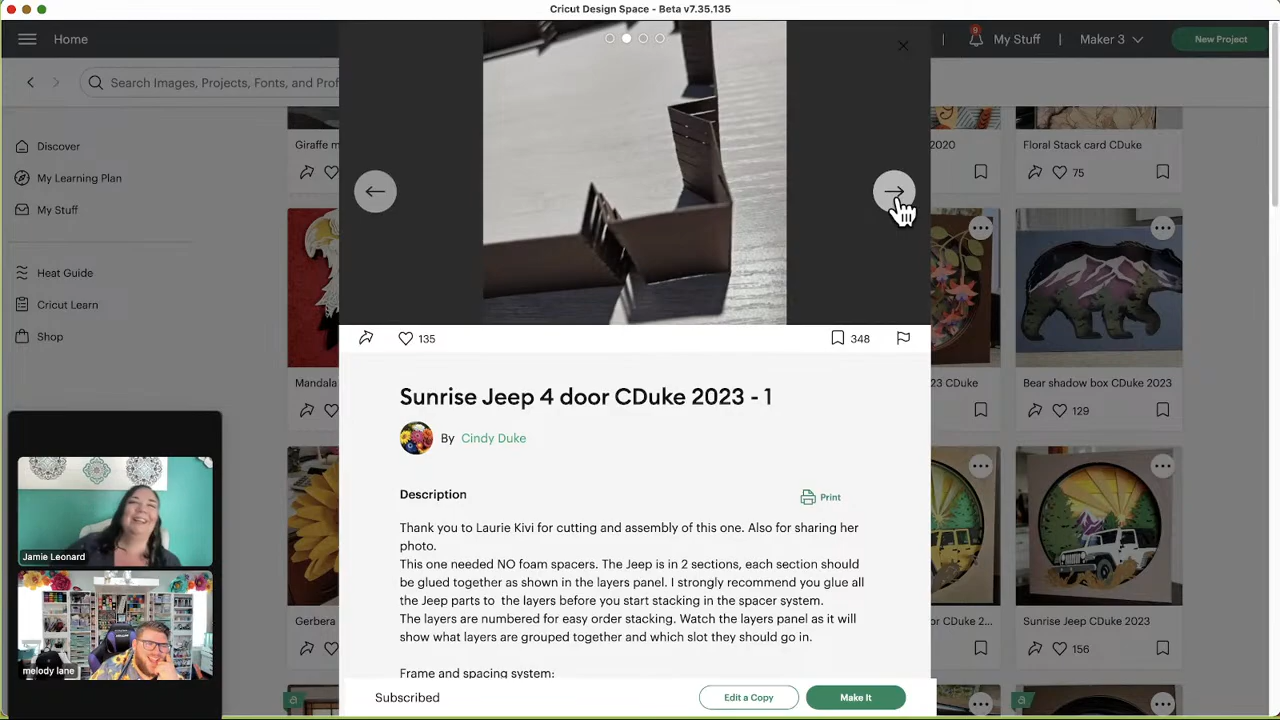 Cricut Design Space - Beta v7.35.135
Home
9
My Stuff
Maker 3
New Project
Search Images, Projects, Fonts, and Prof
Discover
My Learning Plan
My Stuff
Heat Guide
Cricut Learn
Shop
Giraffe m
2020
Floral Stack card CDuke
75
135
348
Sunrise Jeep 4 door CDuke 2023 - 1
By Cindy Duke
Description
Print
Thank you to Laurie Kivi for cutting and assembly of this one. Also for sharing her
photo.
This one needed NO foam spacers. The Jeep is in 2 sections, each section should
be glued together as shown in the layers panel. I strongly recommend you glue all
the Jeep parts to the layers before you start stacking in the spacer system.
The layers are numbered for easy order stacking. Watch the layers panel as it will
show what layers are grouped together and which slot they should go in.
Frame and spacing system:
Subscribed
Edit a Copy
Make It
Mandala
23 CDuke
Bear shadow box CDuke 2023
129
Gerbera
or CDuke 2...
Sunrise Jeep CDuke 2023
156
Jamie Leonard
melody lane